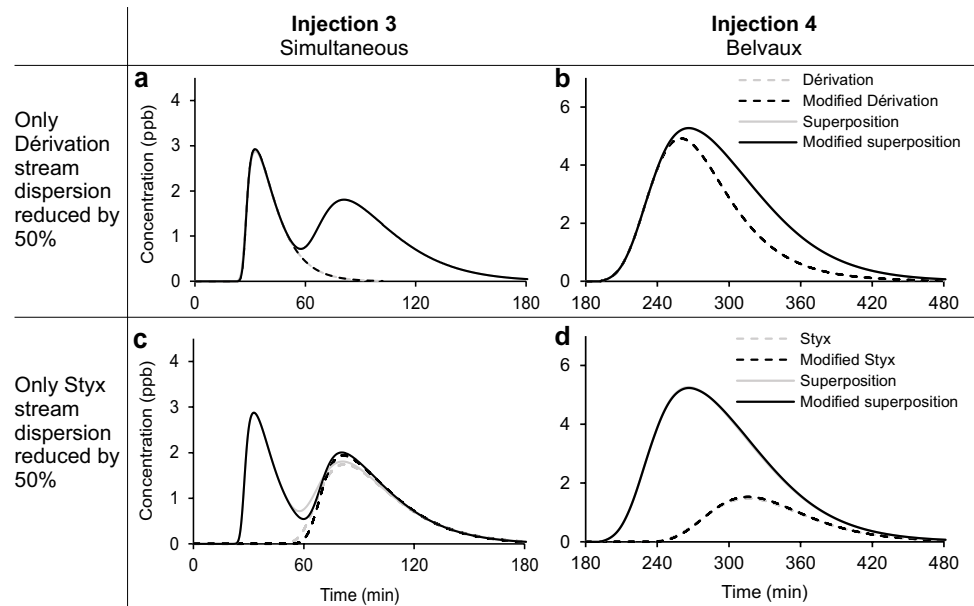 Injection 3
Simultaneous
Injection 4
Belvaux
Only
Dérivation
stream
dispersion
reduced by
50%
a
Concentration (ppb)
4
3
2
1
0
0 60 120 180
b
6
4
2
0
180 240 300 360 420 480
Dérivation
Modified Dérivation
Superposition
Modified superposition
Only Styx
stream
dispersion
reduced by
50%
c
Concentration (ppb)
4
3
2
1
0
0 60 120 180
Time (min)
d
6
4
2
0
180 240 300 360 420 480
Time (min)
Styx
Modified Styx
Superposition
Modified superposition